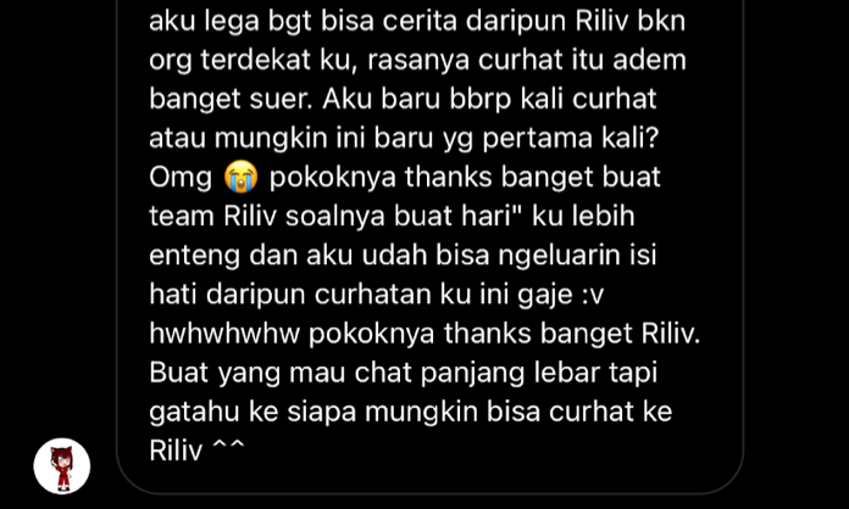 aku lega bgt bisa cerita daripun Riliv bkn
org terdekat ku, rasanya curhat itu adem
banget suer. Aku baru bbrp kali curhat
atau mungkin ini baru yg pertama kali?
Omg 😭 pokoknya thanks banget buat
team Riliv soalnya buat hari" ku lebih
enteng dan aku udah bisa ngeluarin isi
hati daripun curhatan ku ini gaje :v
hwhwhwhw pokoknya thanks banget Riliv.
Buat yang mau chat panjang lebar tapi
gatahu ke siapa mungkin bisa curhat ke
Riliv ^^